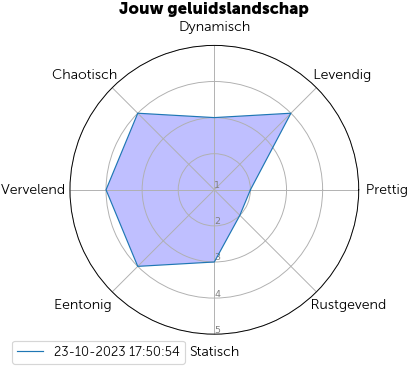 Jouw geluidslandschap
Dynamisch
Chaotisch
Levendig
Vervelend
1
Prettig
2
3
4
Eentonig
Rustgevend
5
23-10-2023 17:50:54
Statisch